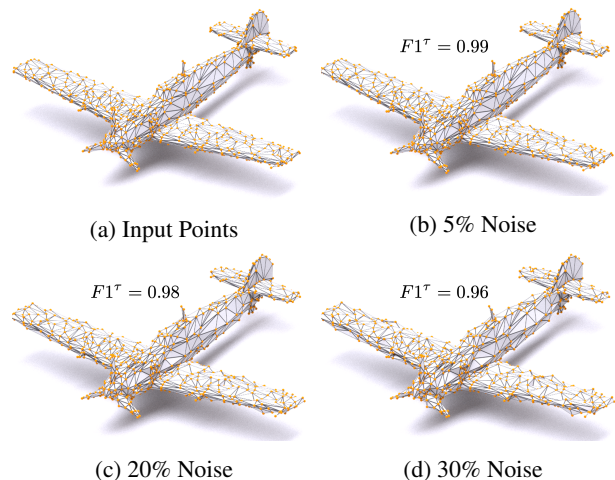 F1^τ = 0.99
(a) Input Points
(b) 5% Noise
F1^τ = 0.98
F1^τ = 0.96
(c) 20% Noise
(d) 30% Noise